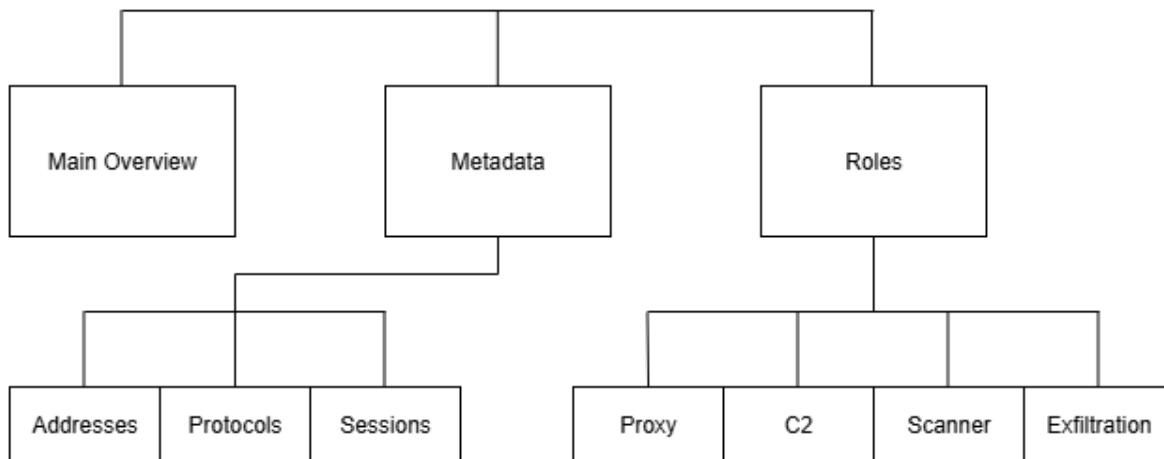 Main Overview
Metadata
Roles
Addresses
Protocols
Sessions
Proxy
C2
Scanner
Exfiltration